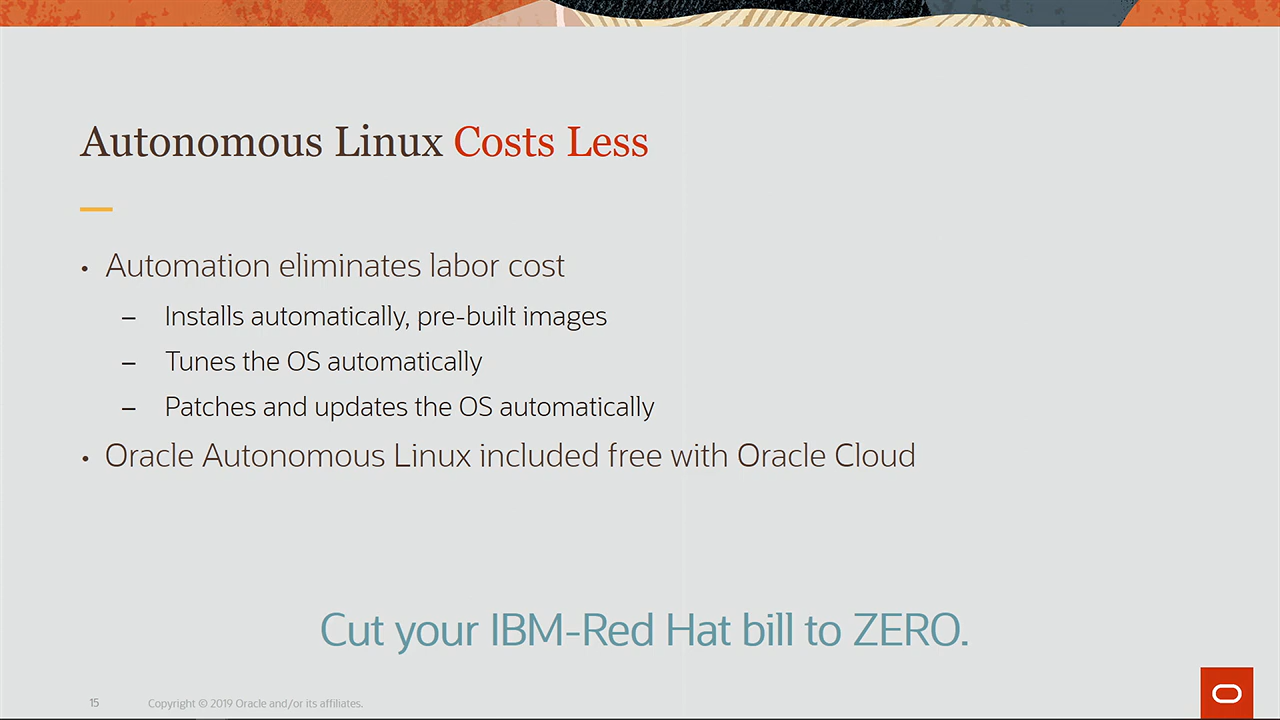 Autonomous Linux Costs Less
• Automation eliminates labor cost
– Installs automatically, pre-built images
– Tunes the OS automatically
– Patches and updates the OS automatically
• Oracle Autonomous Linux included free with Oracle Cloud
Cut your IBM-Red Hat bill to ZERO.
15 Copyright © 2019 Oracle and/or its affiliates.